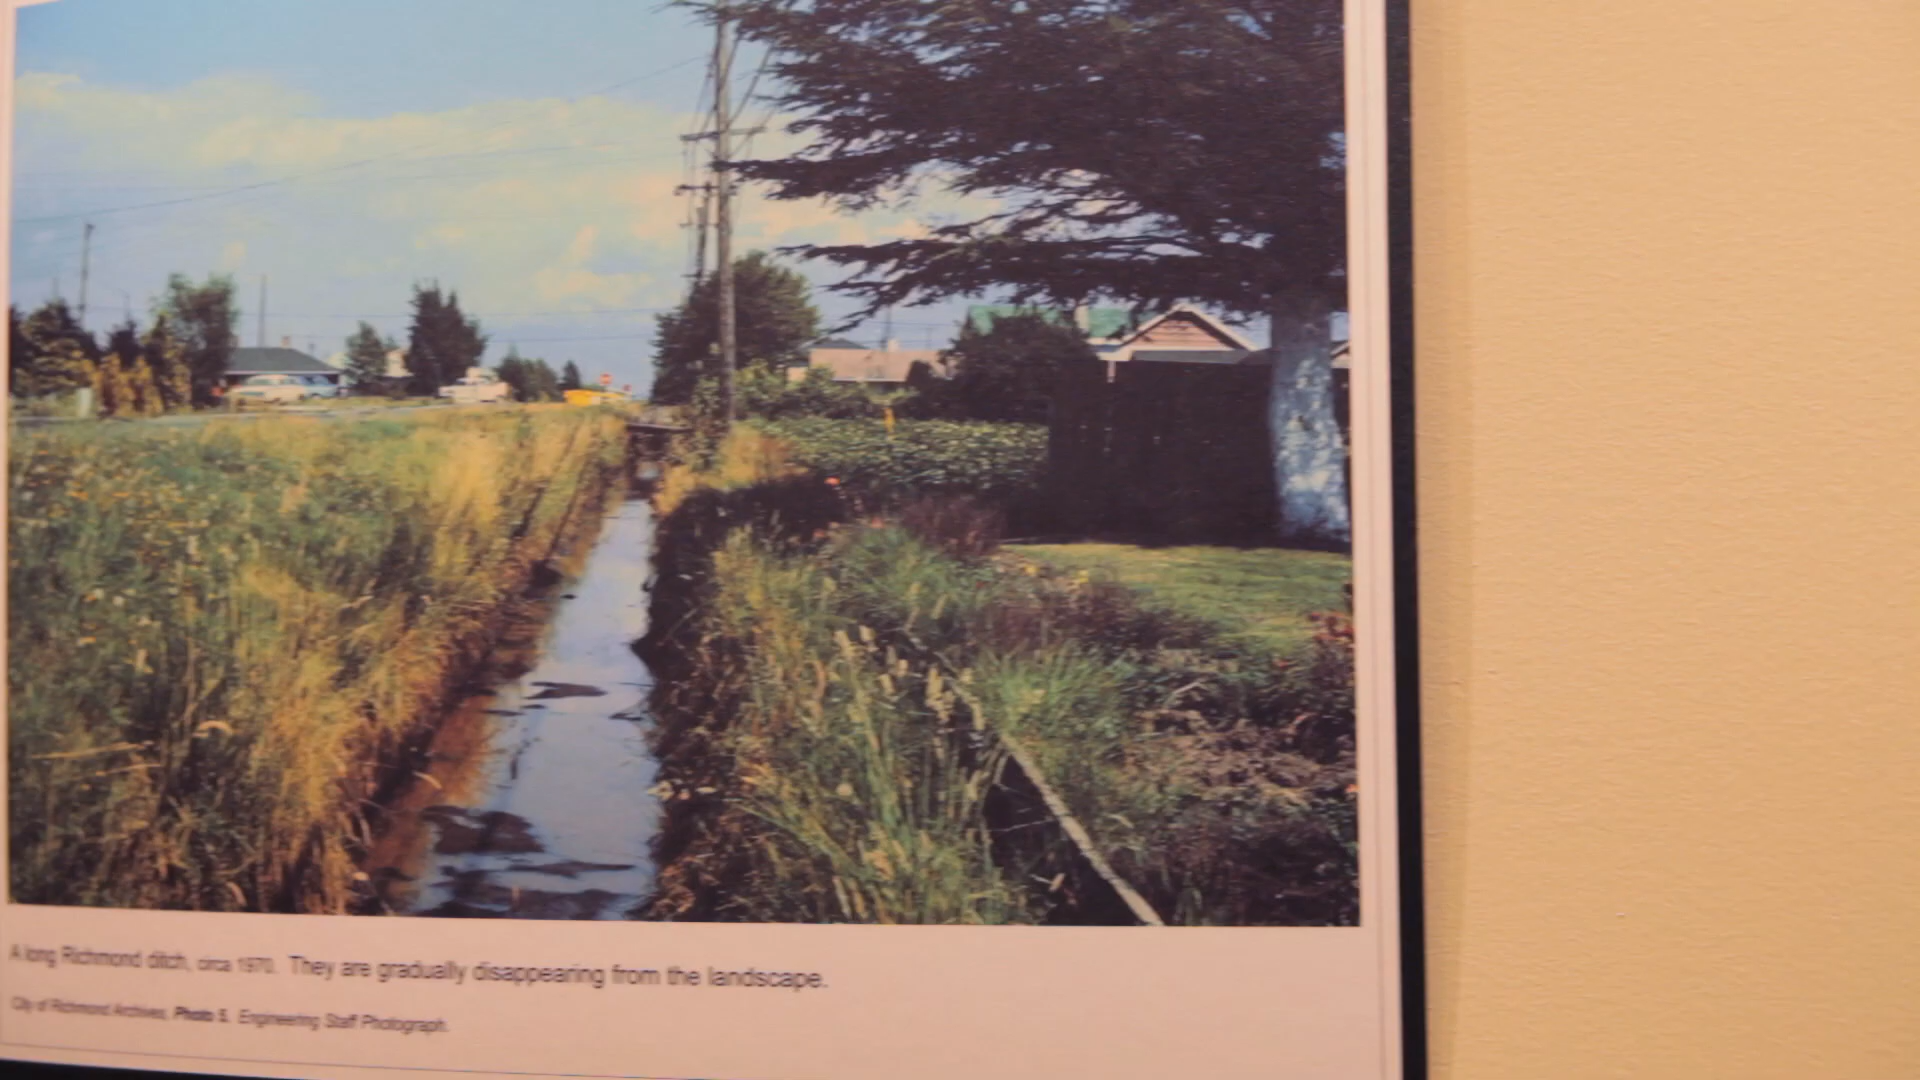 A long Richmond ditch, circa 1970. They are gradually disappearing from the landscape.
City of Richmond Archives, Photo S. Engineering Staff Photograph.